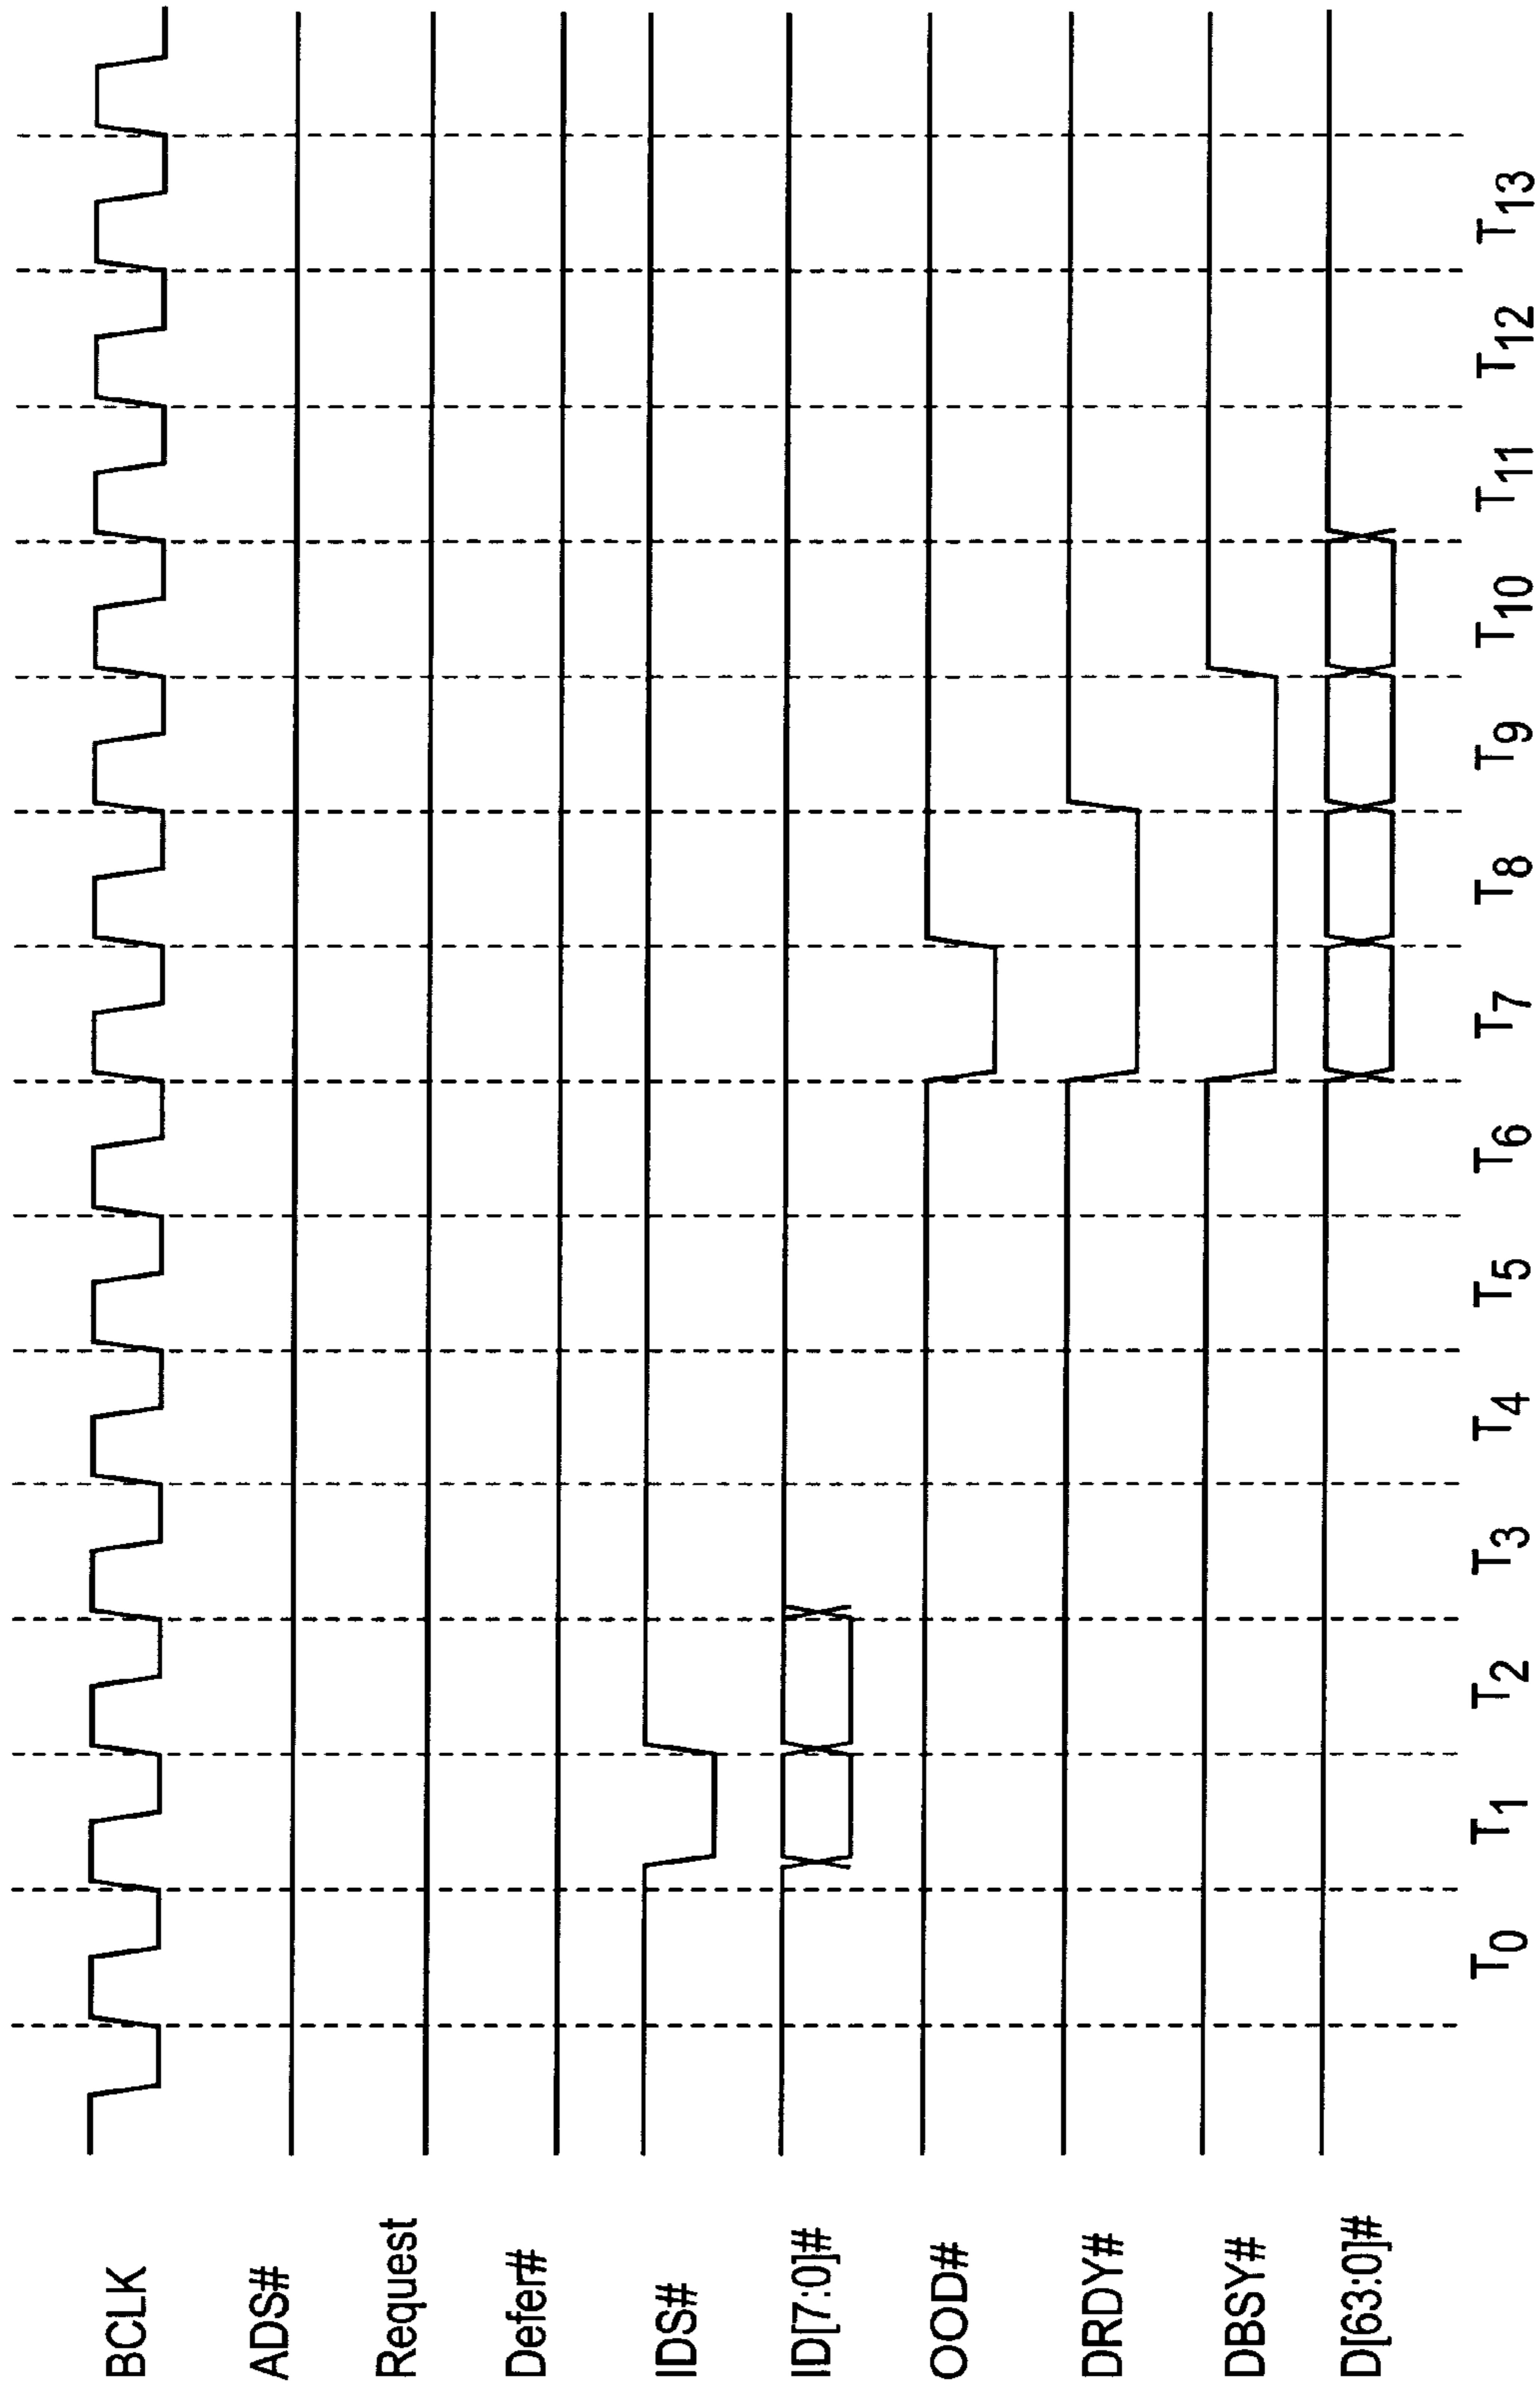 BCLK
ADS#
Request
Defer#
IDS#
ID[7:0]#
OOD#
DRDY#
DBSY#
D[63:0]#
T0 T1 T2 T3 T4 T5 T6 T7 T8 T9 T10 T11 T12 T13